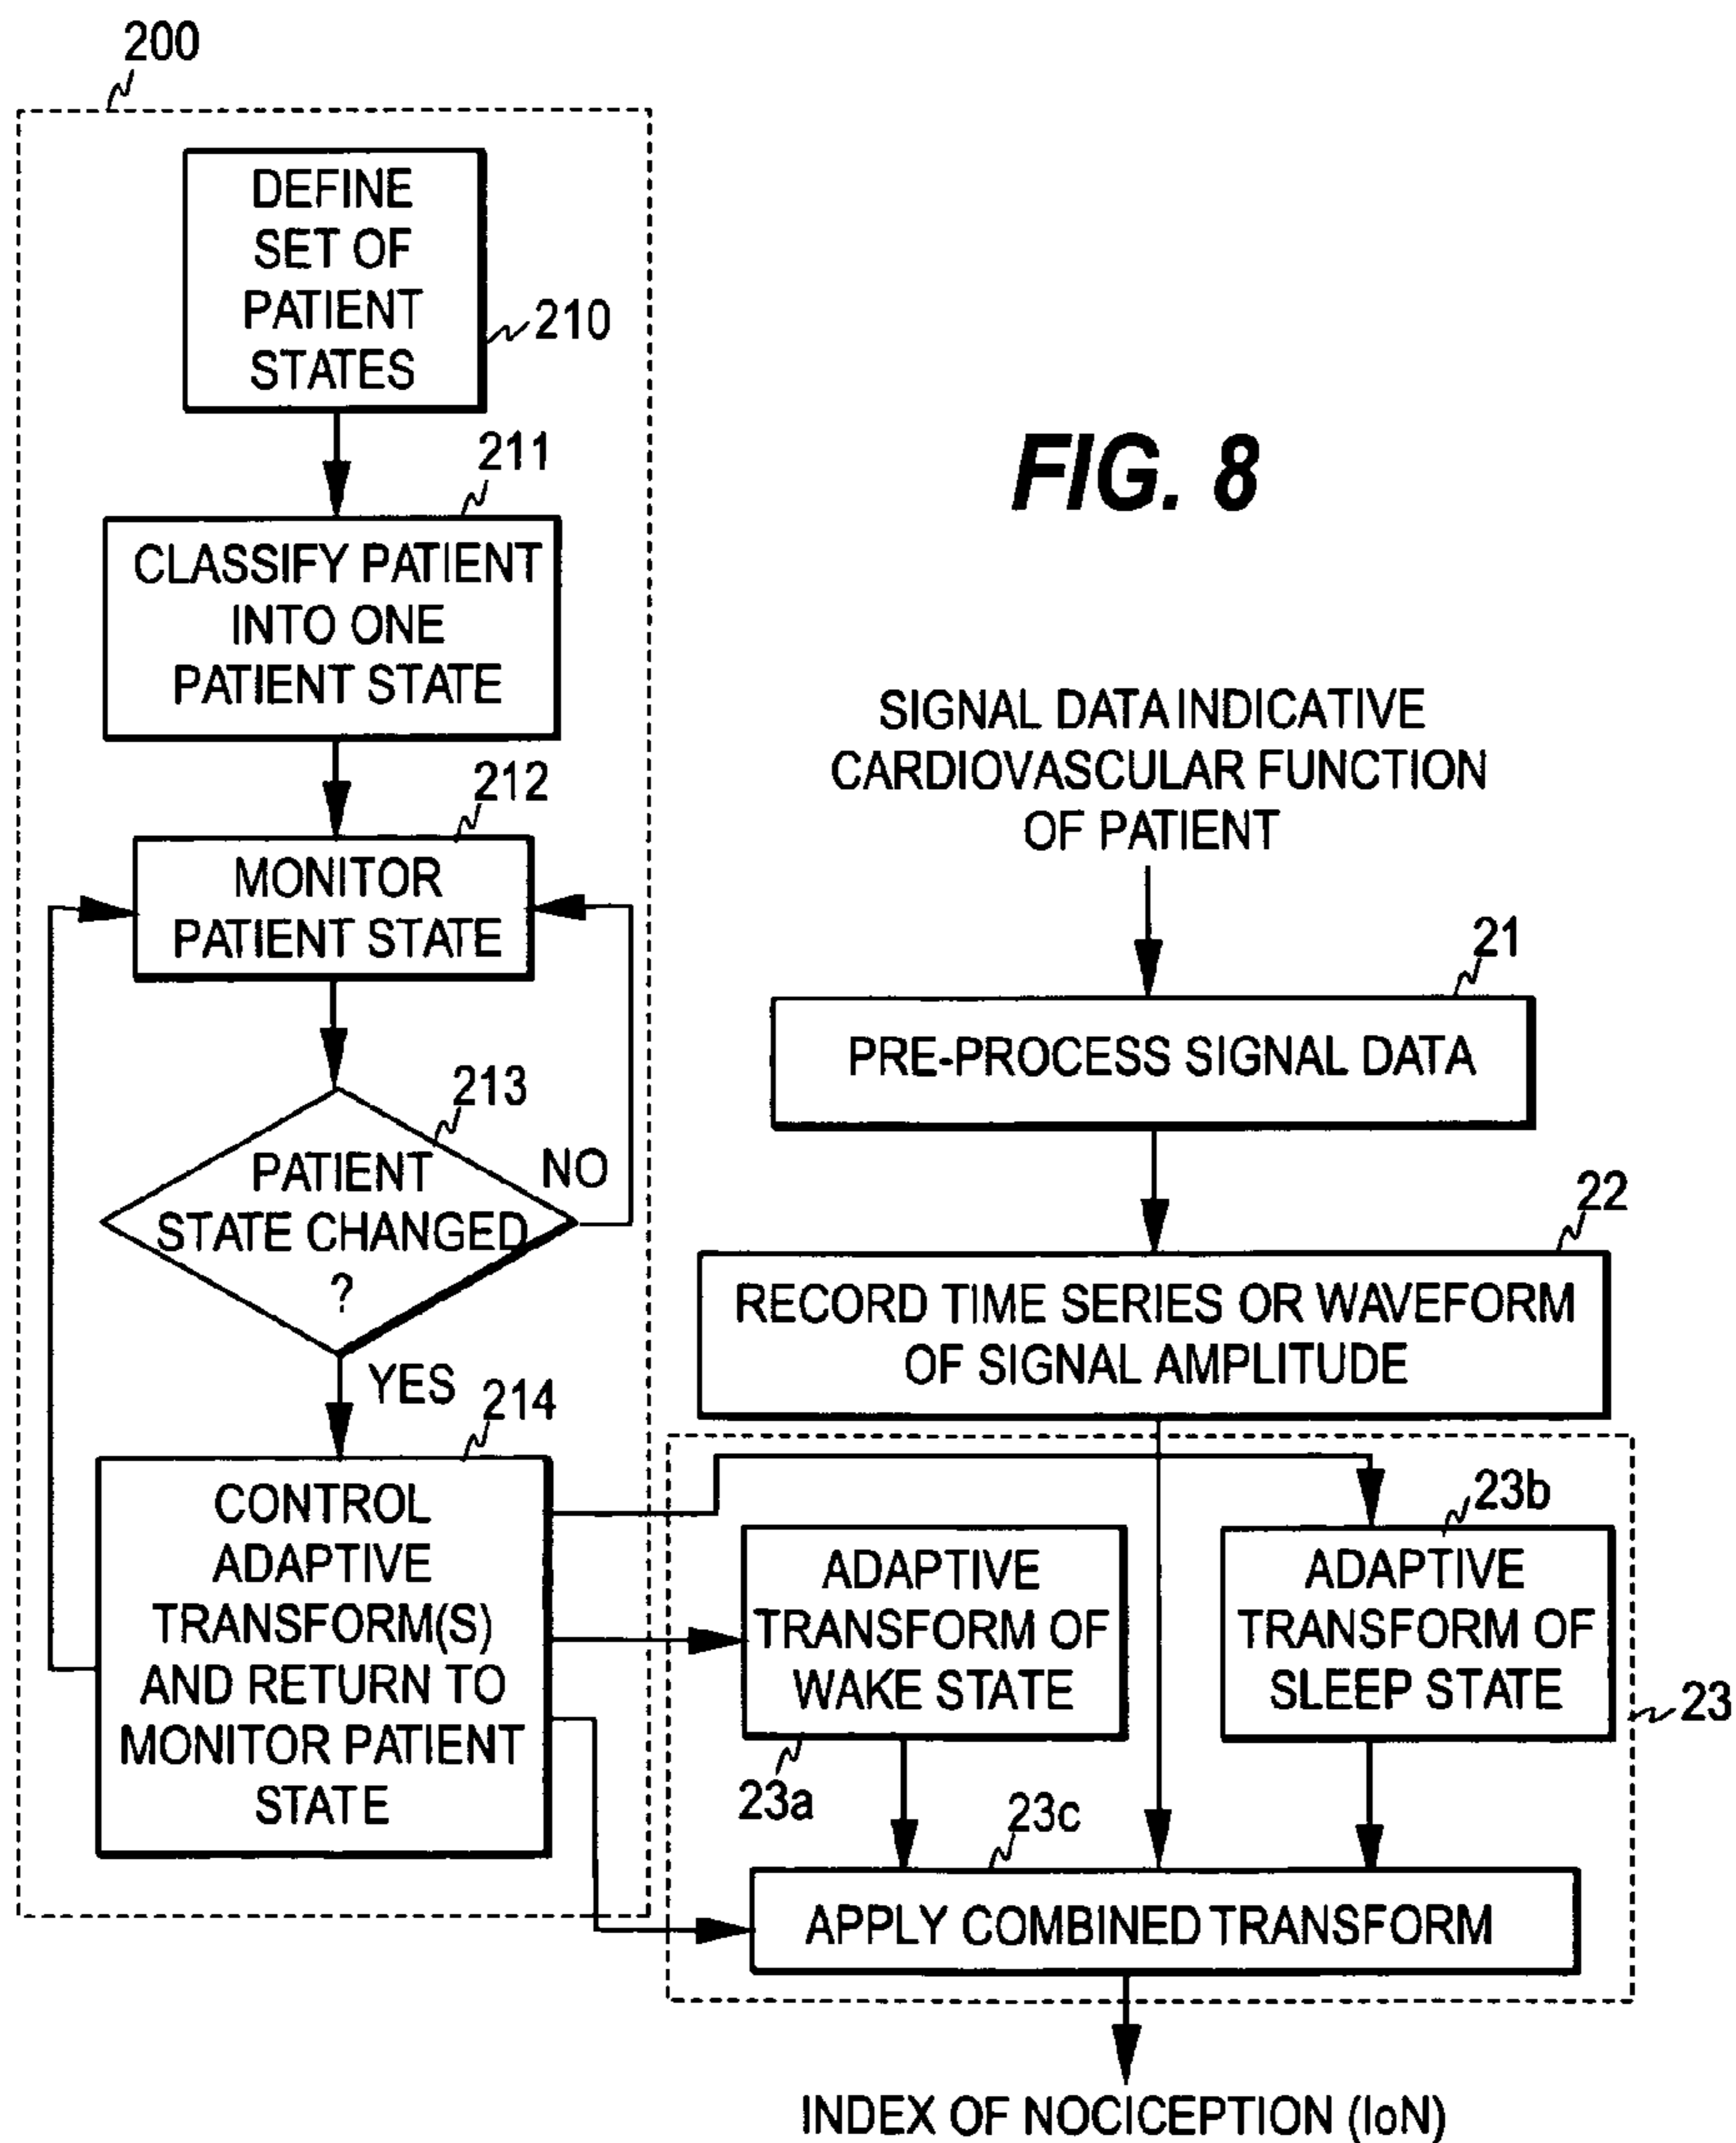 200
DEFINE
SET OF
PATIENT
STATES
210
211
CLASSIFY PATIENT
INTO ONE
PATIENT STATE
212
MONITOR
PATIENT STATE
213
PATIENT
STATE CHANGED
?
NO
YES
214
CONTROL
ADAPTIVE
TRANSFORM(S)
AND RETURN TO
MONITOR PATIENT
STATE
FIG. 8
SIGNAL DATA INDICATIVE
CARDIOVASCULAR FUNCTION
OF PATIENT
21
PRE-PROCESS SIGNAL DATA
22
RECORD TIME SERIES OR WAVEFORM
OF SIGNAL AMPLITUDE
23b
ADAPTIVE
TRANSFORM OF
WAKE STATE
23a
ADAPTIVE
TRANSFORM OF
SLEEP STATE
23
23c
APPLY COMBINED TRANSFORM
INDEX OF NOCICEPTION (IoN)